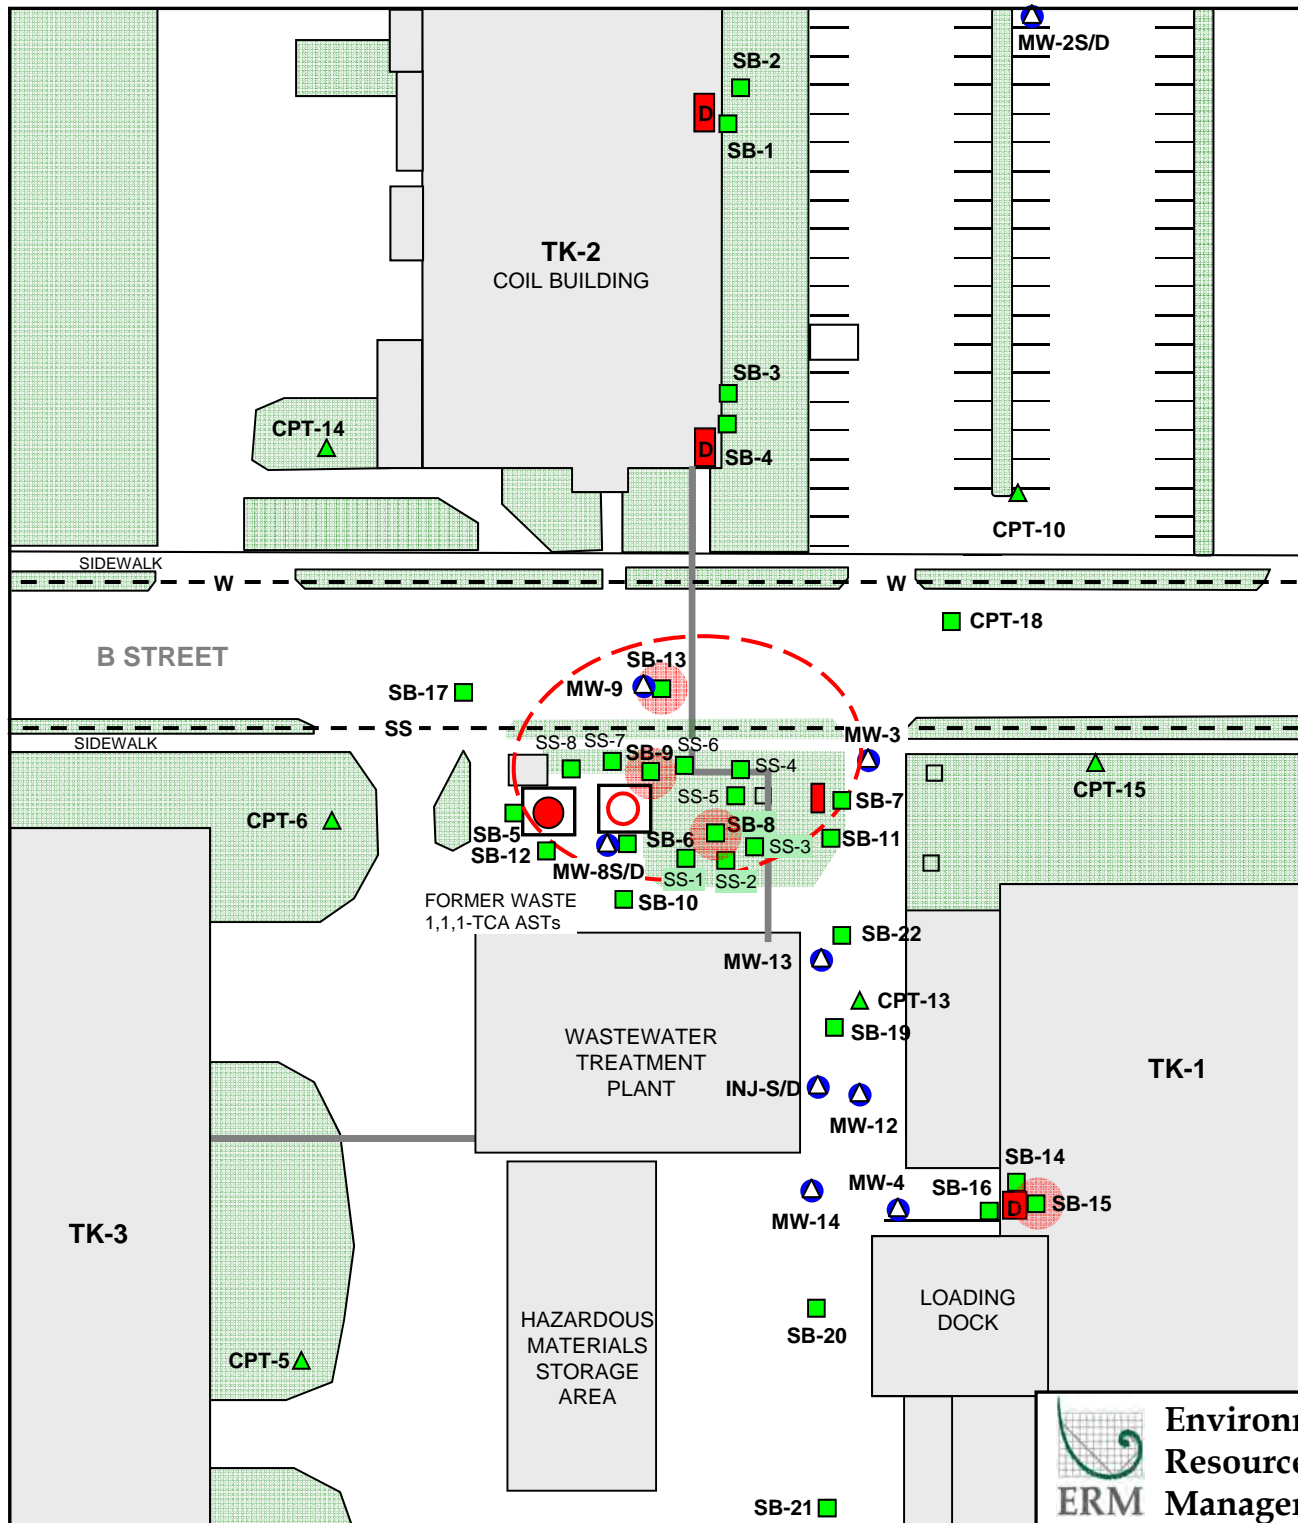 MW-2S/D
SB-2
D
SB-1
TK-2
COIL BUILDING
SB-3
CPT-14
D
SB-4
CPT-10
SIDEWALK
W
W
CPT-18
B STREET
SB-13
MW-9
SB-17
SS
SIDEWALK
MW-3
SS-8
SS-7
SB-9
SS-6
SS-4
CPT-15
SS-5
SB-7
CPT-6
SB-5
SB-6
SB-8
SB-11
SB-12
SS-3
MW-8S/D
SS-1
SS-2
FORMER WASTE
1,1,1-TCA ASTs
SB-10
SB-22
MW-13
CPT-13
SB-19
WASTEWATER
TREATMENT
PLANT
TK-1
INJ-S/D
MW-12
SB-14
MW-4
SB-16
D
SB-15
MW-14
TK-3
LOADING
DOCK
HAZARDOUS
MATERIALS
STORAGE
AREA
SB-20
CPT-5
SB-21
ERM
Environm
Resource
Manager